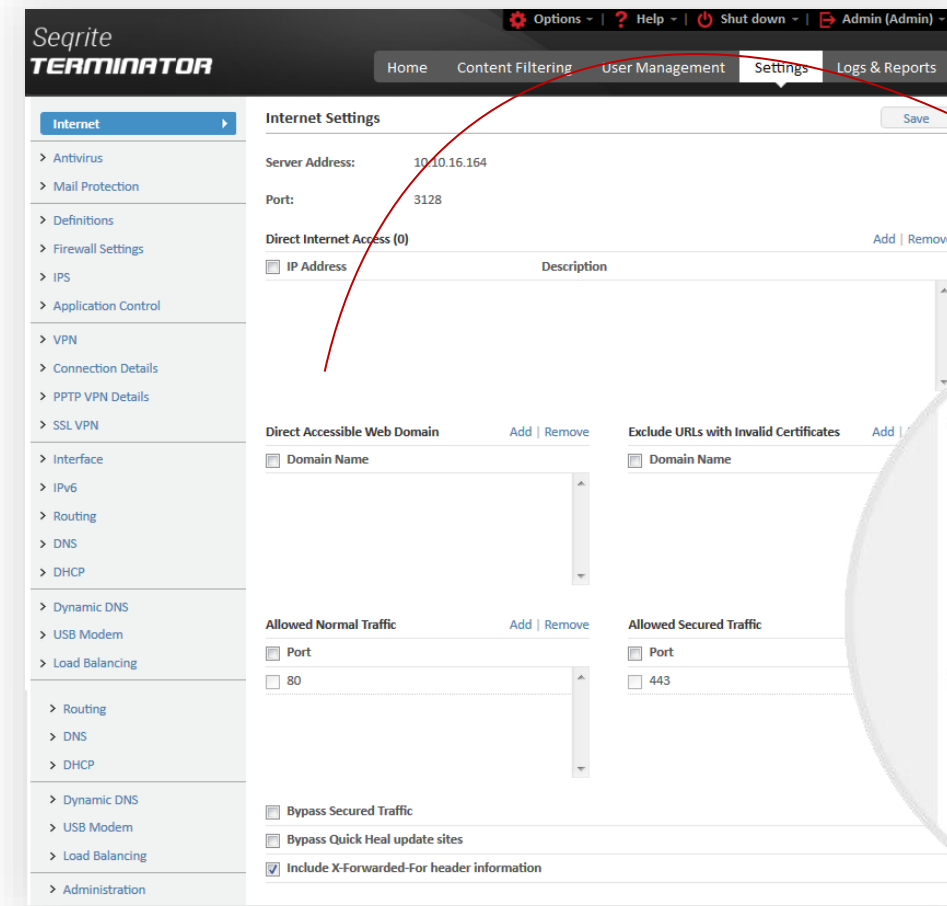 Options | Help | Shut down | Admin (Admin)
Seqrite
TERMINATOR
Home Content Filtering User Management Settings Logs & Reports
Internet
Antivirus
Mail Protection
Definitions
Firewall Settings
IPS
Application Control
VPN
Connection Details
PPTP VPN Details
SSL VPN
Interface
IPv6
Routing
DNS
DHCP
Dynamic DNS
USB Modem
Load Balancing
Routing
DNS
DHCP
Dynamic DNS
USB Modem
Load Balancing
Administration
Internet Settings Save
Server Address: 10.10.16.164
Port: 3128
Direct Internet Access (0) Add | Remove
IP Address Description
Direct Accessible Web Domain Add | Remove
Domain Name
Exclude URLs with Invalid Certificates Add |
Domain Name
Allowed Normal Traffic Add | Remove
Port
80
Allowed Secured Traffic
Port
443
Bypass Secured Traffic
Bypass Quick Heal update sites
Include X-Forwarded-For header information